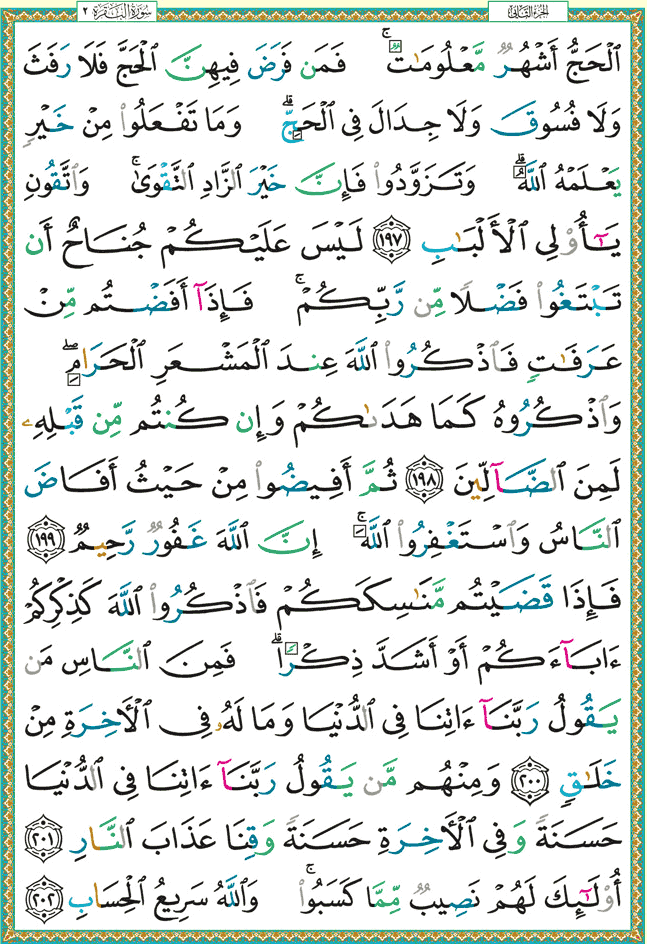 الجزء الثاني
سورة البقرة ٢
ٱلْحَجُّ أَشْهُرٌ مَّعْلُومَـٰتٌ ۚ فَمَن فَرَضَ فِيهِنَّ ٱلْحَجَّ فَلَا رَفَثَ
وَلَا فُسُوقَ وَلَا جِدَالَ فِى ٱلْحَجِّ ۗ وَمَا تَفْعَلُوا۟ مِنْ خَيْرٍ
يَعْلَمْهُ ٱللَّهُ ۗ وَتَزَوَّدُوا۟ فَإِنَّ خَيْرَ ٱلزَّادِ ٱلتَّقْوَىٰ ۚ وَٱتَّقُونِ
يَـٰٓأُو۟لِى ٱلْأَلْبَـٰبِ ١٩٧ لَيْسَ عَلَيْكُمْ جُنَاحٌ أَن
تَبْتَغُوا۟ فَضْلًا مِّن رَّبِّكُمْ ۚ فَإِذَآ أَفَضْتُم مِّنْ
عَرَفَـٰتٍ فَٱذْكُرُوا۟ ٱللَّهَ عِندَ ٱلْمَشْعَرِ ٱلْحَرَامِ ۖ
وَٱذْكُرُوهُ كَمَا هَدَىٰكُمْ وَإِن كُنتُم مِّن قَبْلِهِۦ
لَمِنَ ٱلضَّآلِّينَ ١٩٨ ثُمَّ أَفِيضُوا۟ مِنْ حَيْثُ أَفَاضَ
ٱلنَّاسُ وَٱسْتَغْفِرُوا۟ ٱللَّهَ ۚ إِنَّ ٱللَّهَ غَفُورٌ رَّحِيمٌ ١٩٩
فَإِذَا قَضَيْتُم مَّنَـٰسِكَكُمْ فَٱذْكُرُوا۟ ٱللَّهَ كَذِكْرِكُمْ
ءَابَآءَكُمْ أَوْ أَشَدَّ ذِكْرًا ۗ فَمِنَ ٱلنَّاسِ مَن
يَقُولُ رَبَّنَآ ءَاتِنَا فِى ٱلدُّنْيَا وَمَا لَهُۥ فِى ٱلْـَٔاخِرَةِ مِنْ
خَلَـٰقٍ ٢٠٠ وَمِنْهُم مَّن يَقُولُ رَبَّنَآ ءَاتِنَا فِى ٱلدُّنْيَا
حَسَنَةً وَفِى ٱلْـَٔاخِرَةِ حَسَنَةً وَقِنَا عَذَابَ ٱلنَّارِ ٢٠١
أُو۟لَـٰٓئِكَ لَهُمْ نَصِيبٌ مِّمَّا كَسَبُوا۟ ۚ وَٱللَّهُ سَرِيعُ ٱلْحِسَابِ ٢٠٢